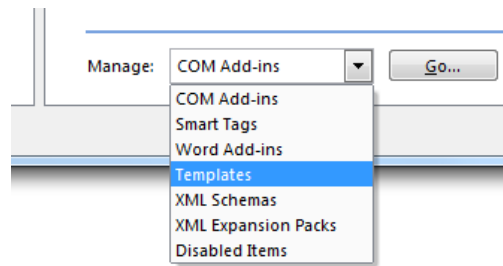 Manage: COM Add-ins Go...
COM Add-ins
Smart Tags
Word Add-ins
Templates
XML Schemas
XML Expansion Packs
Disabled Items